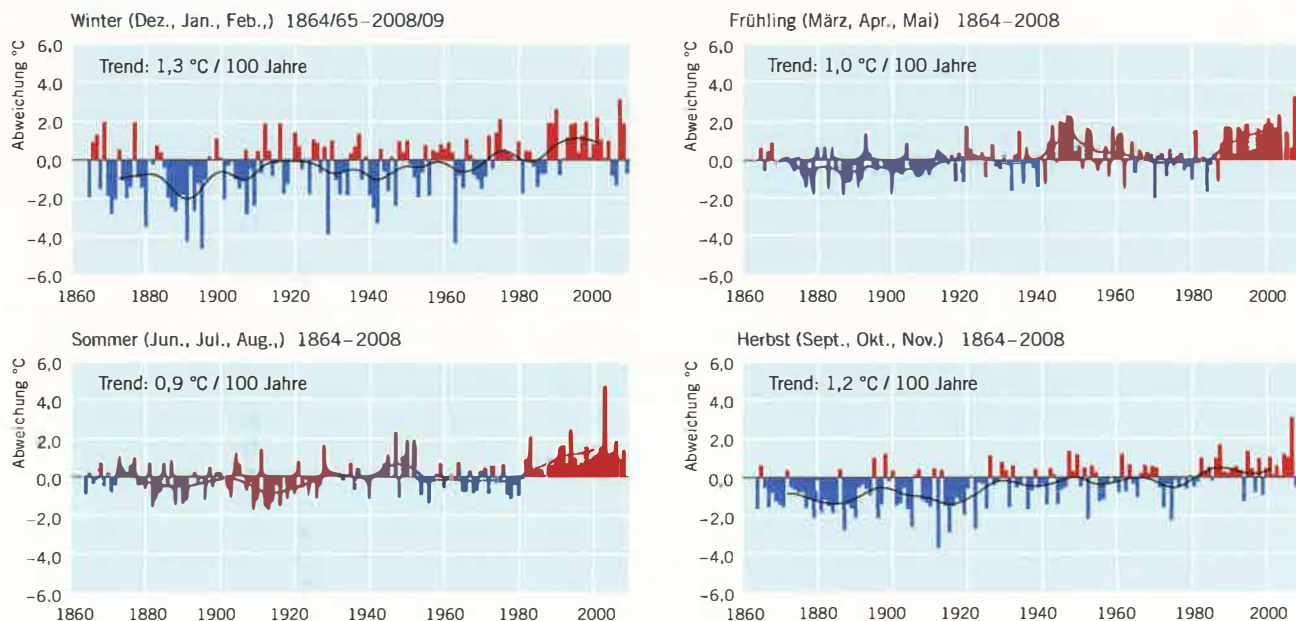 Winter (Dez., Jan., Feb.,) 1864/65–2008/09
Abweichung °C
6,0
4,0
2,0
0,0
-2,0
-4,0
-6,0
Trend: 1,3 °C / 100 Jahre
1860 1880 1900 1920 1940 1960 1980 2000
Frühling (März, Apr., Mai) 1864-2008
Abweichung °C
6,0
4,0
2,0
0,0
-2,0
-4,0
-6,0
Trend: 1,0 °C / 100 Jahre
1860 1880 1900 1920 1940 1960 1980 2000
Sommer (Jun., Jul., Aug.,) 1864–2008
Abweichung °C
6,0
4,0
2,0
0,0
-2,0
-4,0
-6,0
Trend: 0,9 °C / 100 Jahre
1860 1880 1900 1920 1940 1960 1980 2000
Herbst (Sept., Okt., Nov.) 1864–2008
Abweichung °C
6,0
4,0
2,0
0,0
-2,0
-4,0
-6,0
Trend: 1,2 °C / 100 Jahre
1860 1880 1900 1920 1940 1960 1980 2000